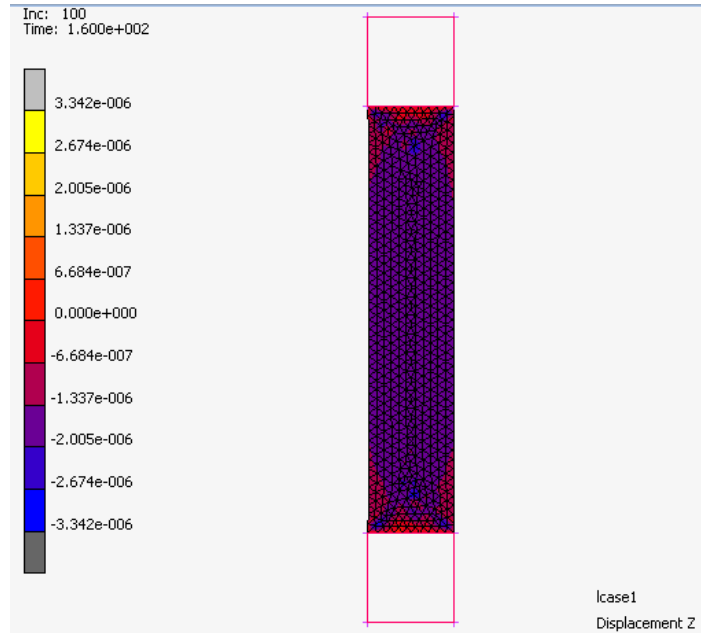 Inc: 100
Time: 1.600e+002
3.342e-006
2.674e-006
2.005e-006
1.337e-006
6.684e-007
0.000e+000
-6.684e-007
-1.337e-006
-2.005e-006
-2.674e-006
-3.342e-006
lcase1
Displacement Z